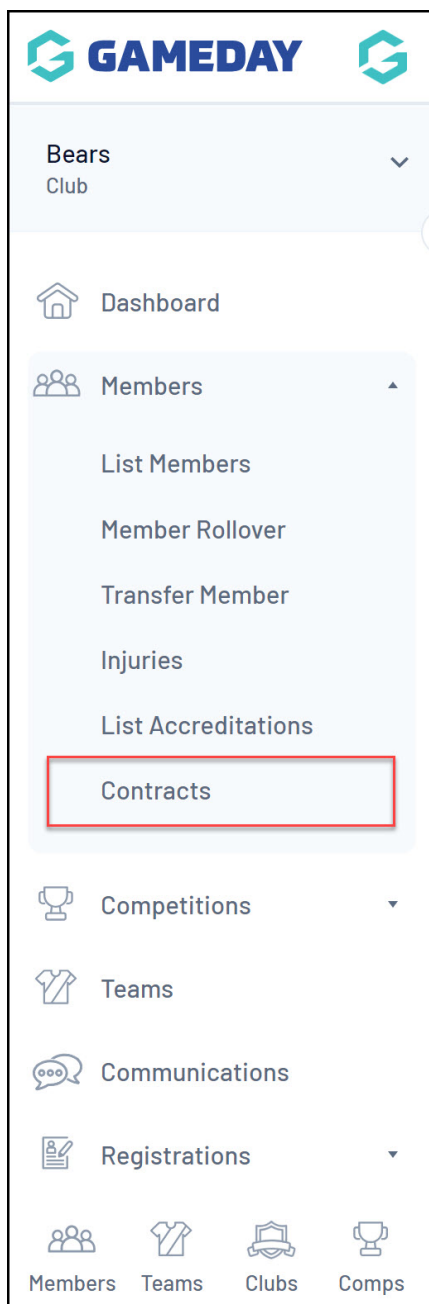 GAMEDAY
Bears
Club
Dashboard
Members
List Members
Member Rollover
Transfer Member
Injuries
List Accreditations
Contracts
Competitions
Teams
Communications
Registrations
Members Teams Clubs Comps